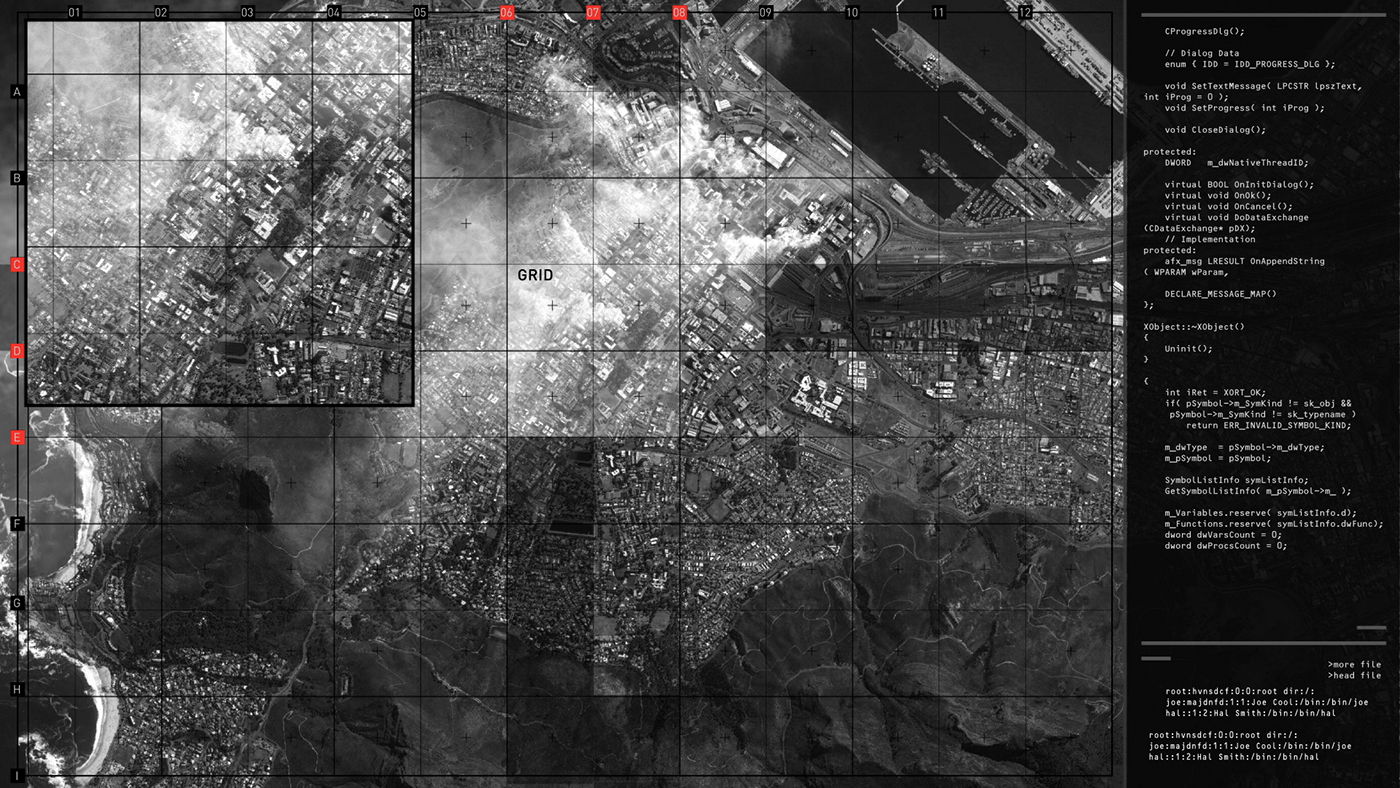 01 02 03 04 05 06 07 08 09 10 11 12
A
B
C
D
E
F
G
H
I
GRID
CProgressDlg();
// Dialog Data
enum { IDD = IDD_PROGRESS_DLG };
void SetTextMessage( LPCSTR lpszText,
int iProg = 0 );
void SetProgress( int iProg );
void CloseDialog();
protected:
DWORD m_dwNativeThreadID;
virtual BOOL OnInitDialog();
virtual void OnOk();
virtual void OnCancel();
virtual void DoDataExchange
(CDataExchange* pDX);
// Implementation
protected:
afx_msg LRESULT OnAppendString
( WPARAM wParam,
DECLARE_MESSAGE_MAP()
};
XObject::~XObject()
{
Uninit();
}
{
int iRet = XORT_OK;
if( pSymbol->m_SymKind != sk_obj &&
pSymbol->m_SymKind != sk_typename )
return ERR_INVALID_SYMBOL_KIND;
m_dwType = pSymbol->m_dwType;
m_pSymbol = pSymbol;
SymbolListInfo symListInfo;
GetSymbolListInfo( m_pSymbol->m_ );
m_Variables.reserve( symListInfo.d);
m_Functions.reserve( symListInfo.dwFunc);
dword dwVarsCount = 0;
dword dwProcsCount = 0;
>more file
>head file
root:hvnsdcf:0:0:root dir:/:
joe:majdnfd:1:1:Joe Cool:/bin:/bin/joe
hal::1:2:Hal Smith:/bin:/bin/hal
root:hvnsdcf:0:0:root dir:/:
joe:majdnfd:1:1:Joe Cool:/bin:/bin/joe
hal::1:2:Hal Smith:/bin:/bin/hal